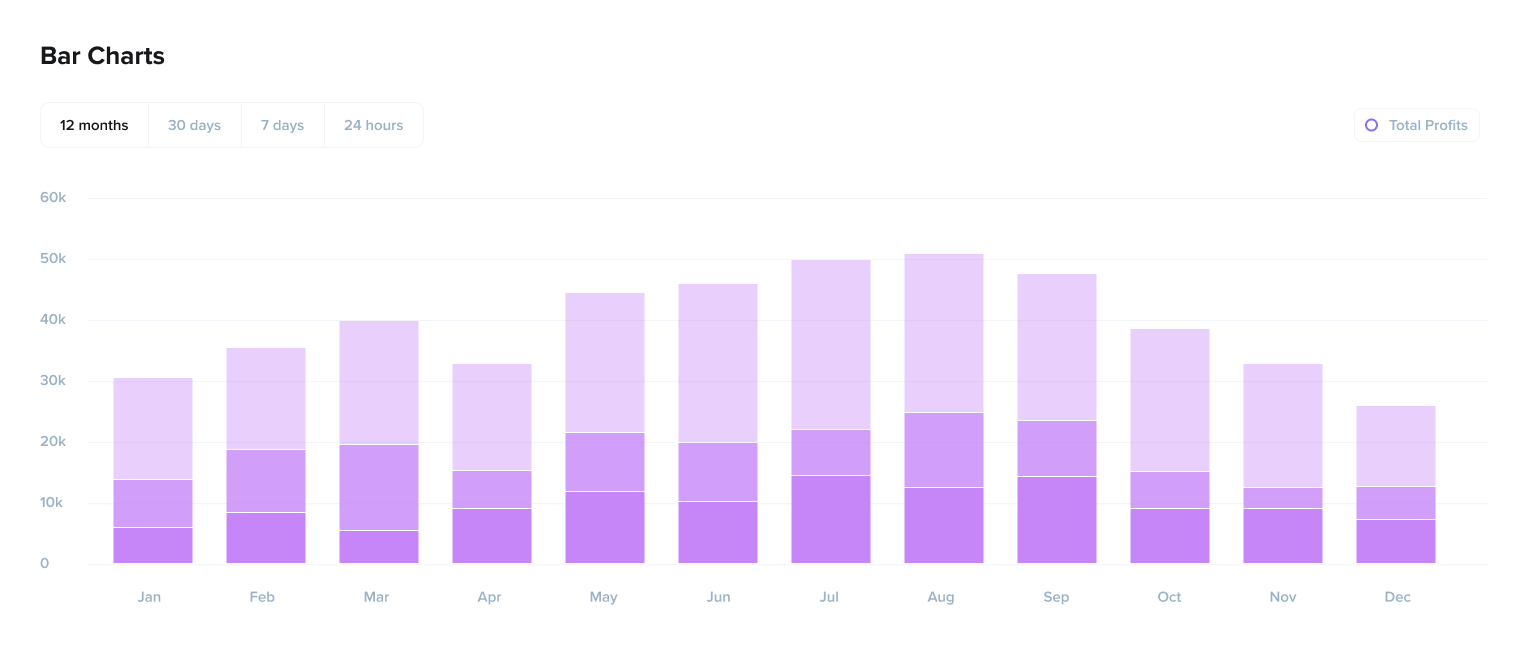 Bar Charts
12 months 30 days 7 days 24 hours
Total Profits
60k
50k
40k
30k
20k
10k
0
Jan Feb Mar Apr May Jun Jul Aug Sep Oct Nov Dec